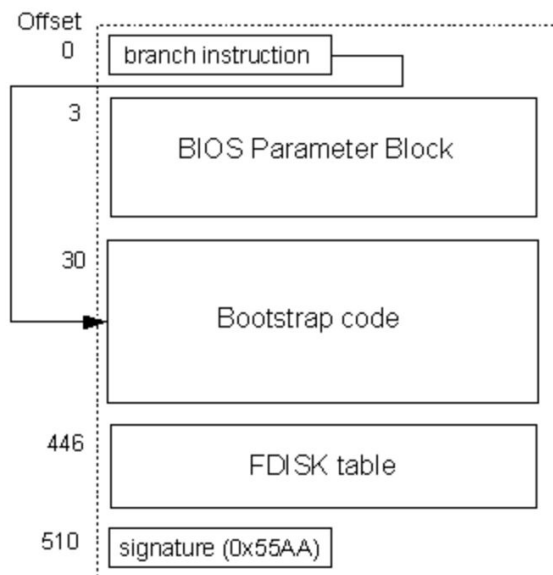 Offset
0
branch instruction
3
BIOS Parameter Block
30
Bootstrap code
446
FDISK table
510
signature (0x55AA)